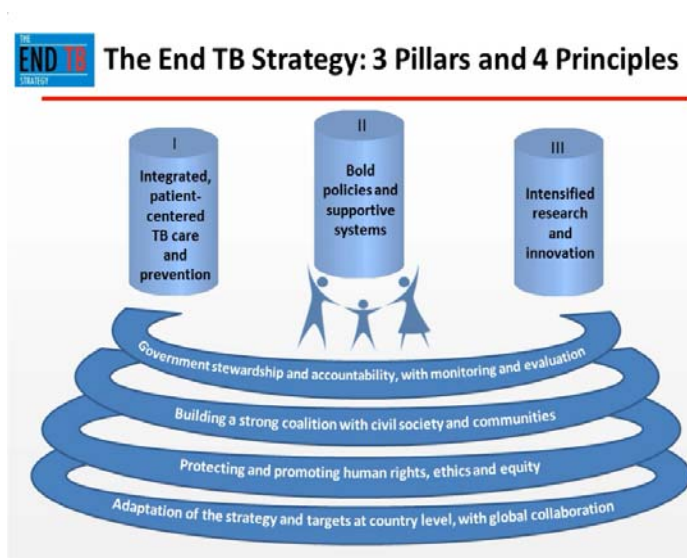 THE
END TB
STRATEGY
The End TB Strategy: 3 Pillars and 4 Principles
I
Integrated,
patient-
centered
TB care
and
prevention
II
Bold
policies and
supportive
systems
III
Intensified
research
and
innovation
Government stewardship and accountability, with monitoring and evaluation
Building a strong coalition with civil society and communities
Protecting and promoting human rights, ethics and equity
Adaptation of the strategy and targets at country level, with global collaboration